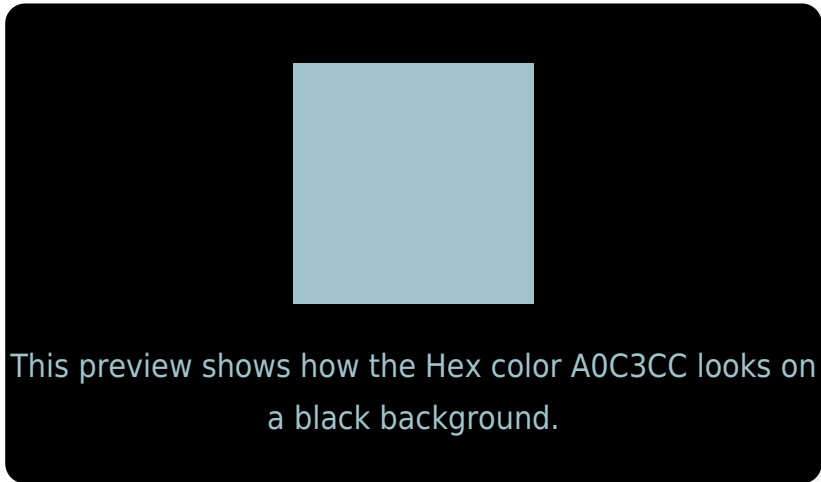 This preview shows how the Hex color A0C3CC looks on
a black background.